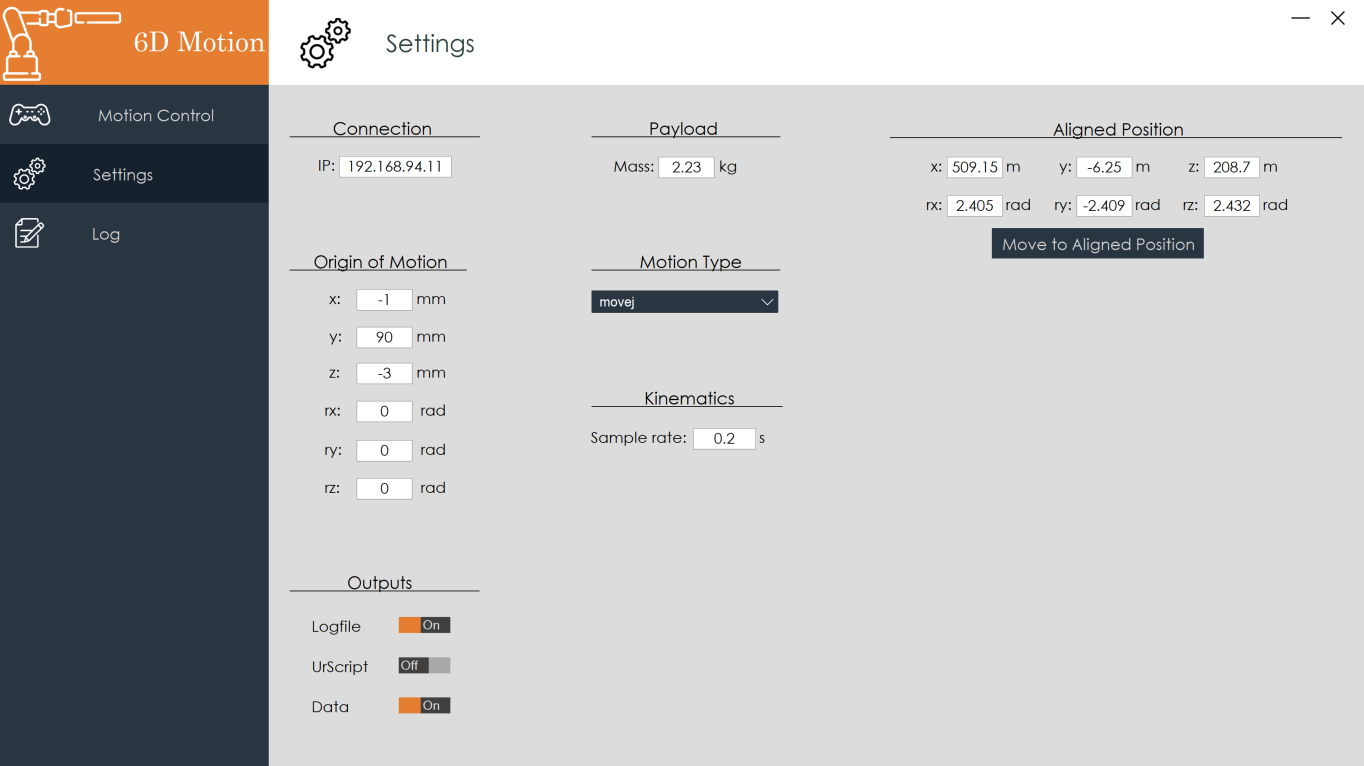 6D Motion
Settings
Motion Control
Settings
Log
Connection
IP: 192.168.94.11
Payload
Mass: 2.23 kg
Aligned Position
x: 509.15 m y: -6.25 m z: 208.7 m
rx: 2.405 rad ry: -2.409 rad rz: 2.432 rad
Move to Aligned Position
Origin of Motion
x: -1 mm
y: 90 mm
z: -3 mm
rx: 0 rad
ry: 0 rad
rz: 0 rad
Motion Type
movej
Kinematics
Sample rate: 0.2 s
Outputs
Logfile On
UrScript Off
Data On